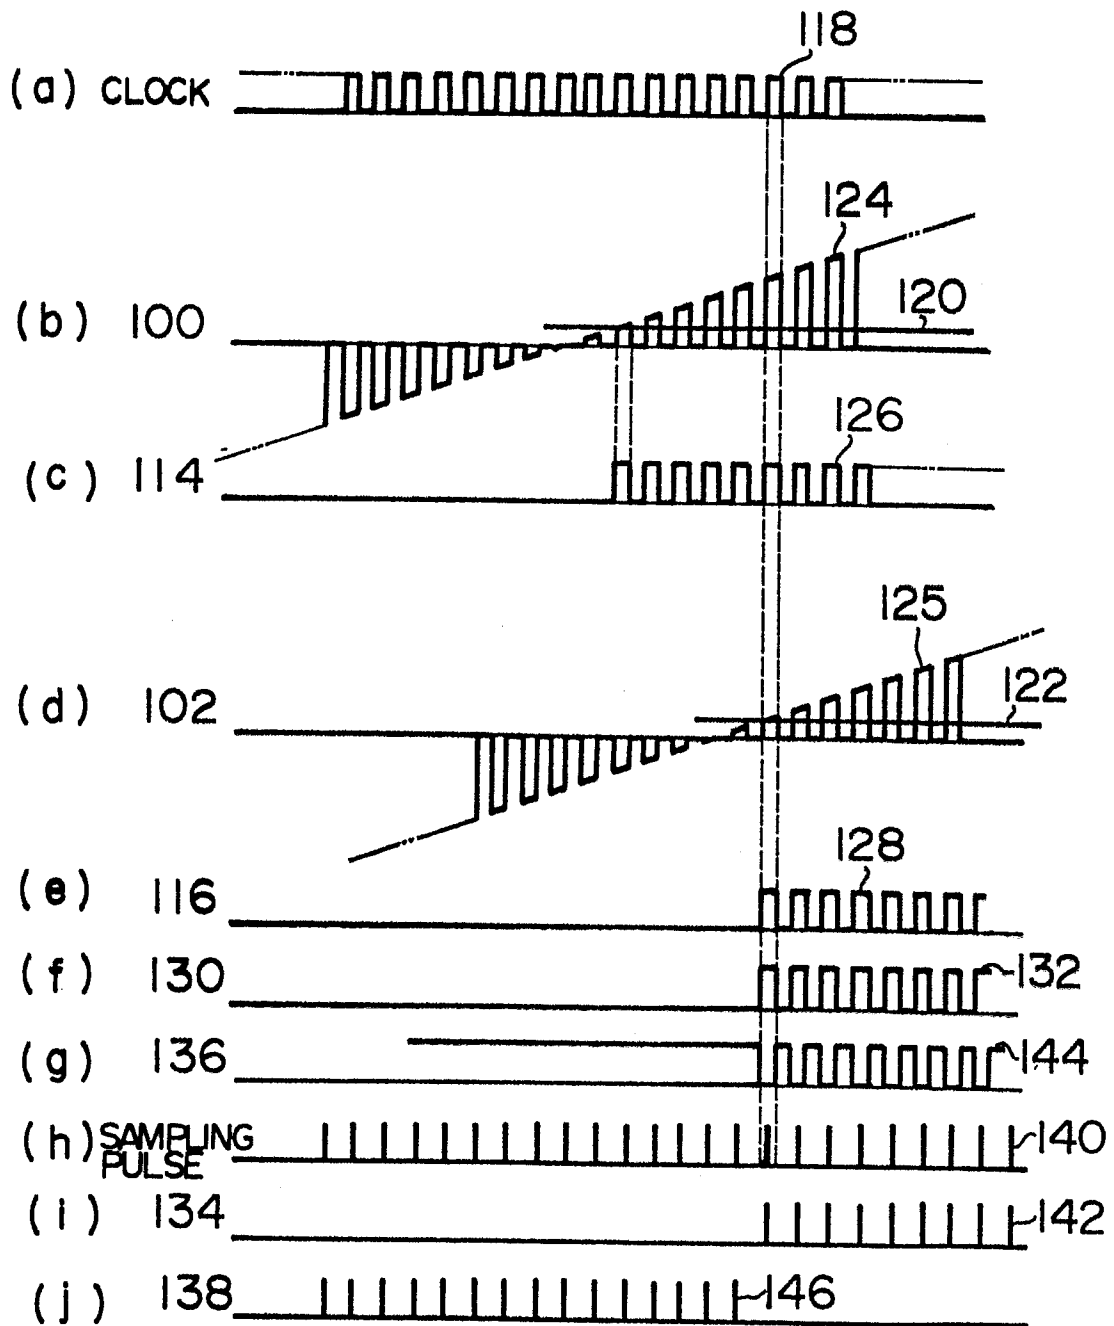 118
(a) CLOCK
124
(b) 100
120
126
(c) 114
125
(d) 102
122
128
(e) 116
(f) 130
132
(g) 136
144
(h) SAMPLING
PULSE
140
(i) 134
142
(j) 138
146